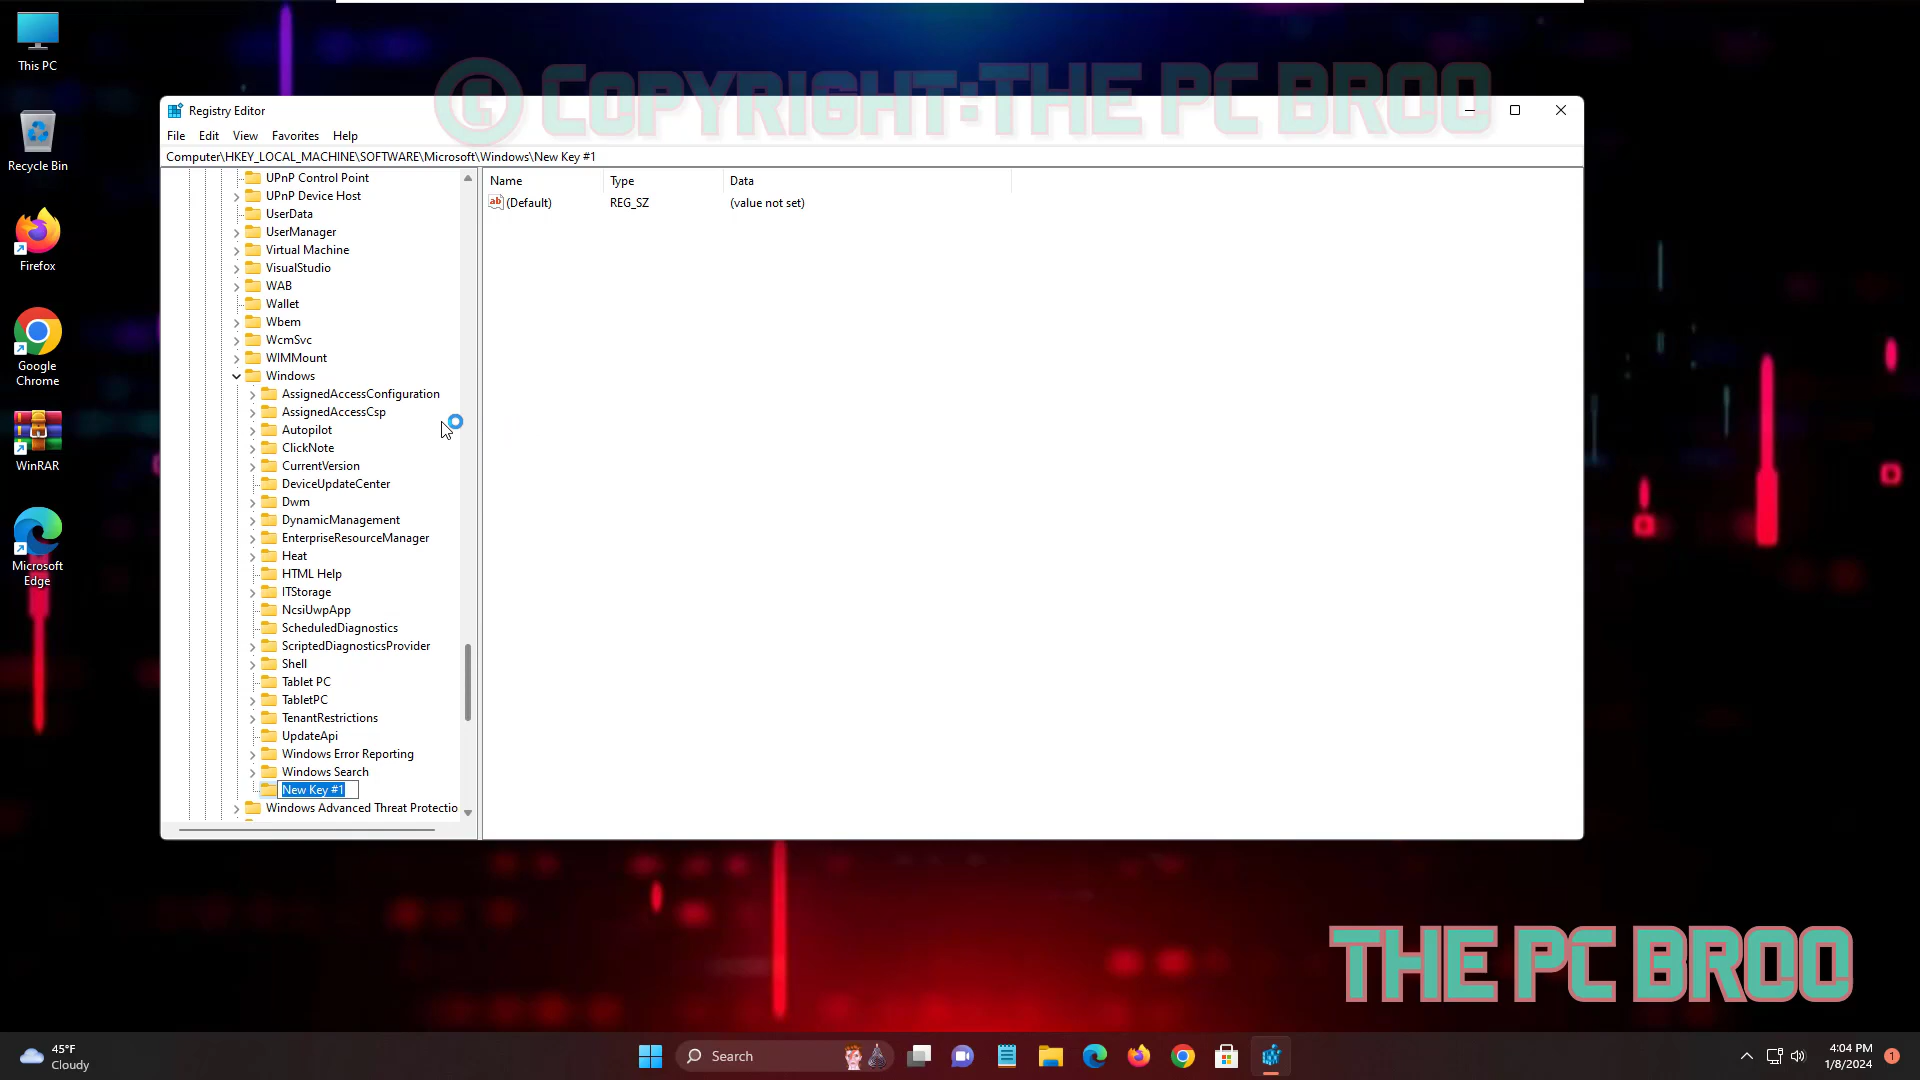 This PC
Recycle Bin
Firefox
Google
Chrome
WinRAR
Microsoft
Edge
© COPYRIGHT:THE PC BROO
Registry Editor
File Edit View Favorites Help
Computer\HKEY_LOCAL_MACHINE\SOFTWARE\Microsoft\Windows\New Key #1
UPnP Control Point
UPnP Device Host
UserData
UserManager
Virtual Machine
VisualStudio
WAB
Wallet
Wbem
WcmSvc
WIMMount
Windows
AssignedAccessConfiguration
AssignedAccessCsp
Autopilot
ClickNote
CurrentVersion
DeviceUpdateCenter
Dwm
DynamicManagement
EnterpriseResourceManager
Heat
HTML Help
ITStorage
NcsiUwpApp
ScheduledDiagnostics
ScriptedDiagnosticsProvider
Shell
Tablet PC
TabletPC
TenantRestrictions
UpdateApi
Windows Error Reporting
Windows Search
New Key #1
Windows Advanced Threat Protectio
Name Type Data
ab (Default) REG_SZ (value not set)
THE PC BROO
45°F
Cloudy
Search
4:04 PM
1/8/2024
1